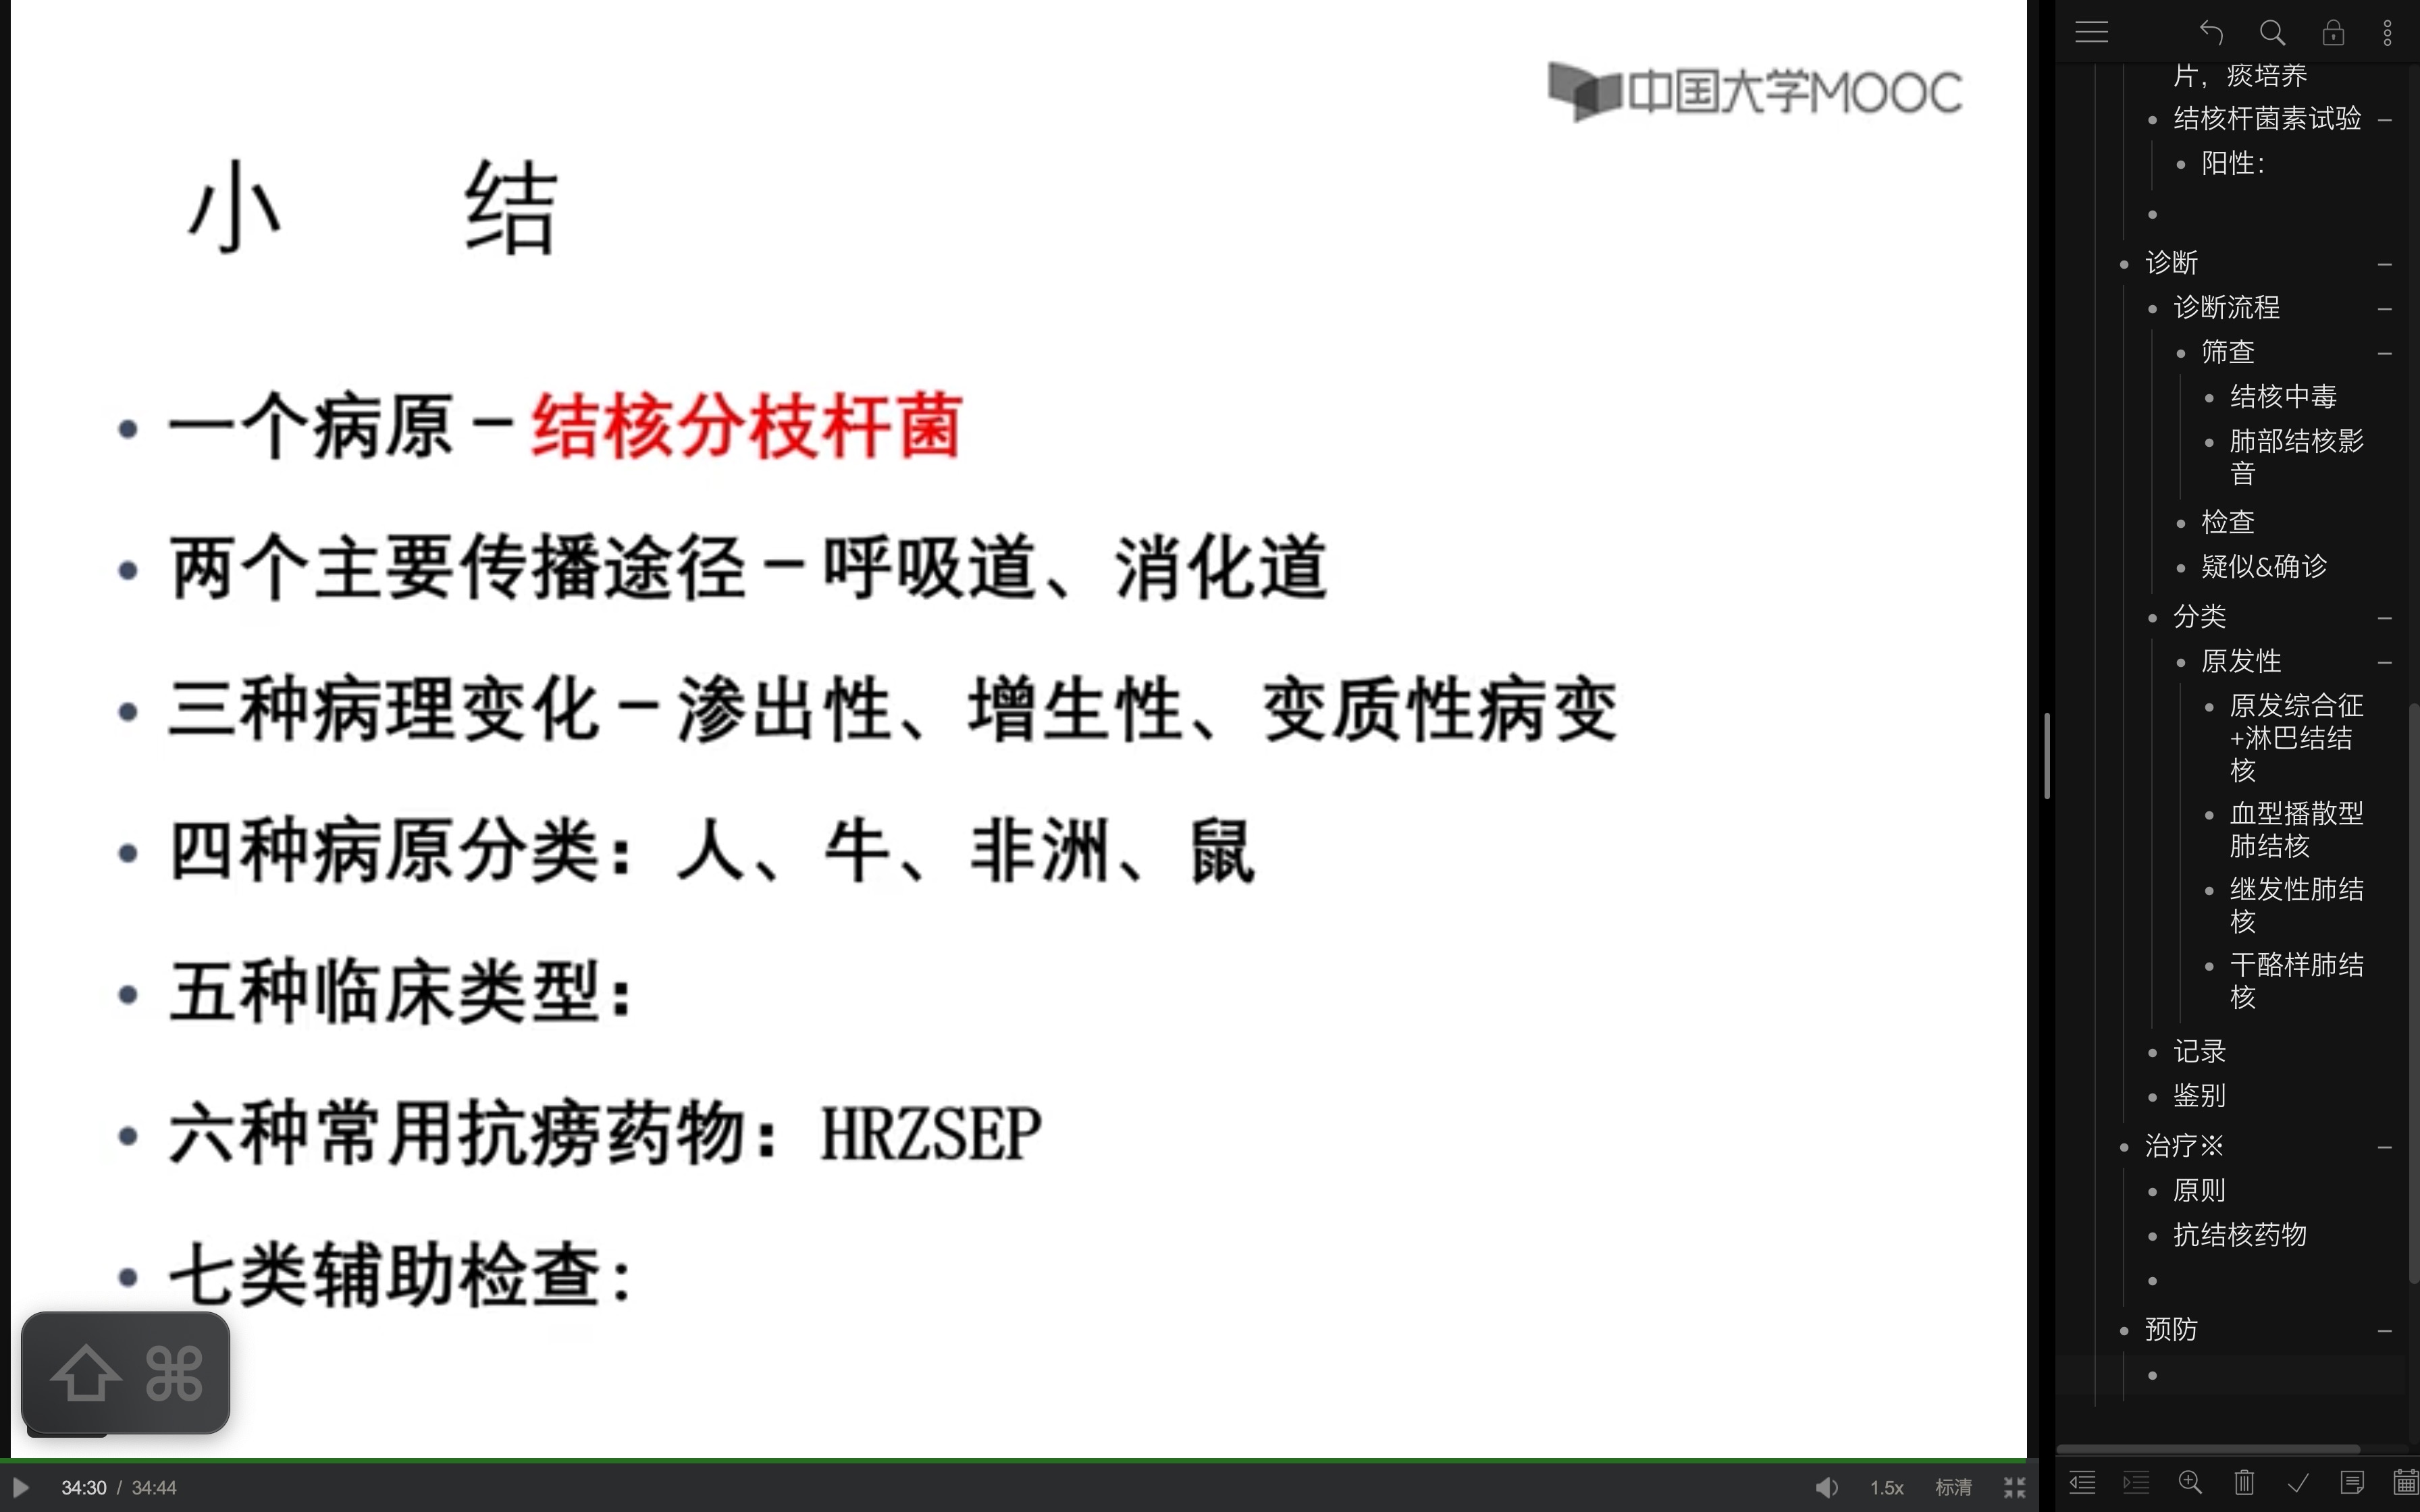 中国大学MOOC
小 结
一个病原－结核分枝杆菌
两个主要传播途径－呼吸道、消化道
三种病理变化－渗出性、增生性、变质性病变
四种病原分类：人、牛、非洲、鼠
五种临床类型：
六种常用抗痨药物：HRZSEP
七类辅助检查：
34:30 / 34:44
1.5x
标清
片，痰培养
结核杆菌素试验
阳性：
诊断
诊断流程
筛查
结核中毒
肺部结核影
音
检查
疑似&确诊
分类
原发性
原发综合征
+淋巴结结
核
血型播散型
肺结核
继发性肺结
核
干酪样肺结
核
记录
鉴别
治疗※
原则
抗结核药物
预防